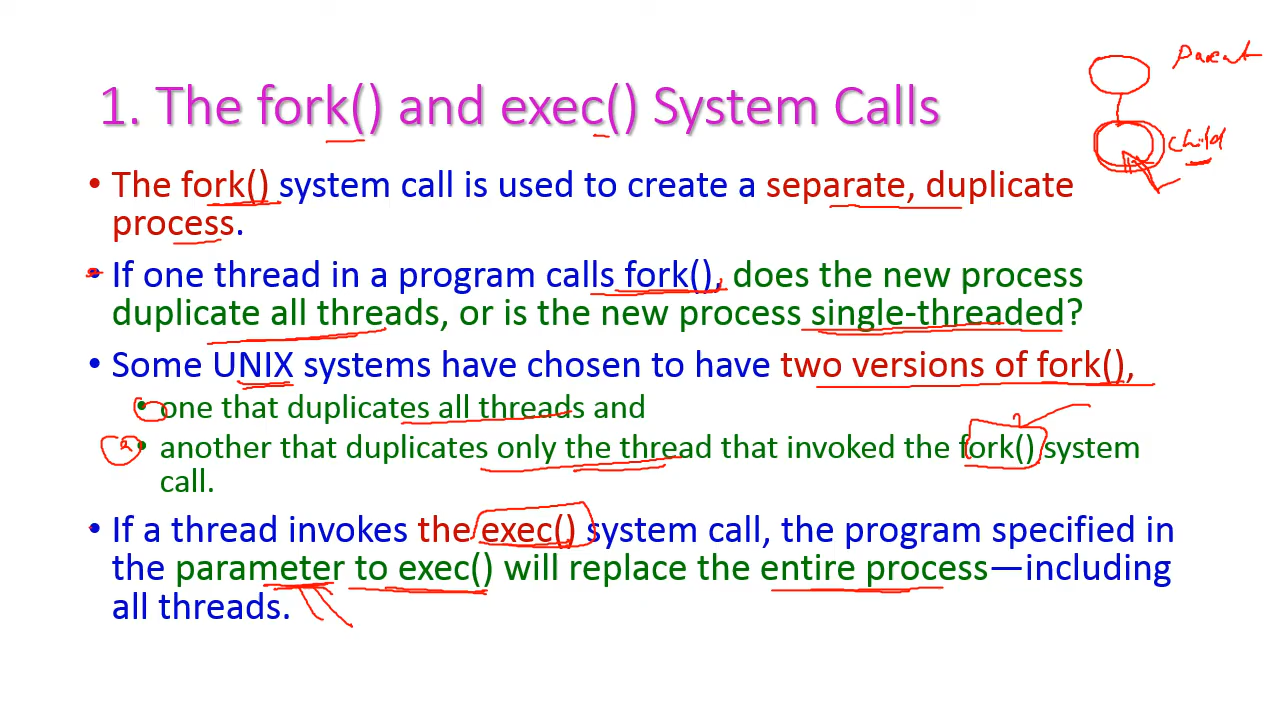 Parent
1. The fork() and exec() System Calls
child
• The fork() system call is used to create a separate, duplicate
process.
• If one thread in a program calls fork(), does the new process
duplicate all threads, or is the new process single-threaded?
• Some UNIX systems have chosen to have two versions of fork(),
• one that duplicates all threads and
• another that duplicates only the thread that invoked the fork() system
call.
• If a thread invokes the exec() system call, the program specified in
the parameter to exec() will replace the entire process—including
all threads.